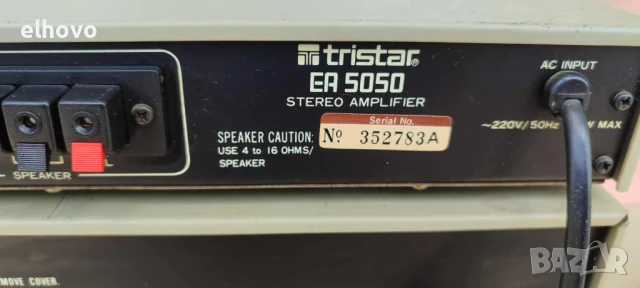 elhovo
tristar®
EA 5050
STEREO AMPLIFIER
AC INPUT
Serial No.
Nº 352783A
SPEAKER CAUTION:
USE 4 to 16 OHMS/
SPEAKER
~220V/50Hz W MAX
L
SPEAKER
MOVE COVER.
bazar.bg